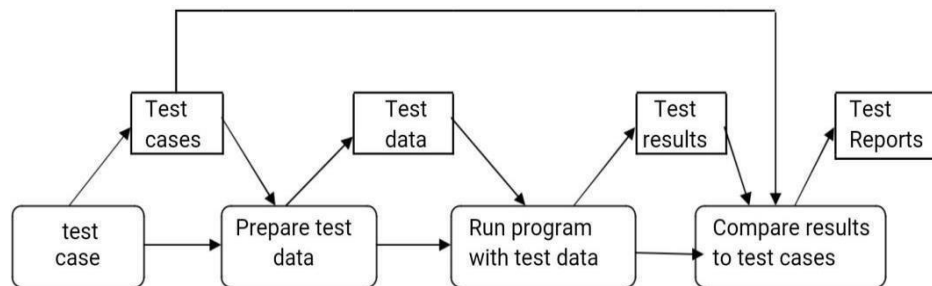 Test
cases
Test
data
Test
results
Test
Reports
test
case
Prepare test
data
Run program
with test data
Compare results
to test cases